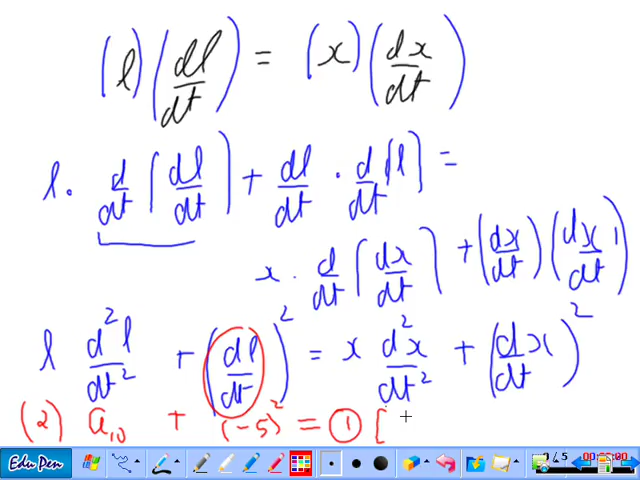 (l) (dl/dt) = (x) (dx/dt)
l . d/dt [dl/dt] + dl/dt . d/dt [l] =
x . d/dt [dx/dt] + (dx/dt) (dx/dt)
l d²l/dt² + (dl/dt)² = x d²x/dt² + (dx/dt)²
(2) a₁₀ + (-5)² = ① [
Edu Pen